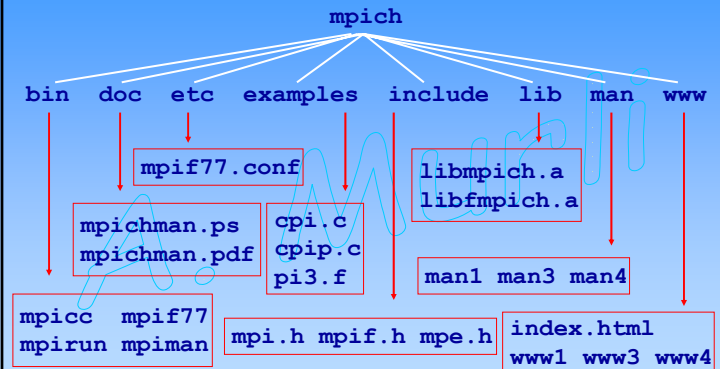 mpich
bin doc etc examples include lib man www
mpif77.conf
libmpich.a
libfmpich.a
mpichman.ps
mpichman.pdf
cpi.c
cpip.c
pi3.f
man1 man3 man4
mpicc mpif77
mpirun mpiman
mpi.h mpif.h mpe.h
index.html
www1 www3 www4
A. Murli